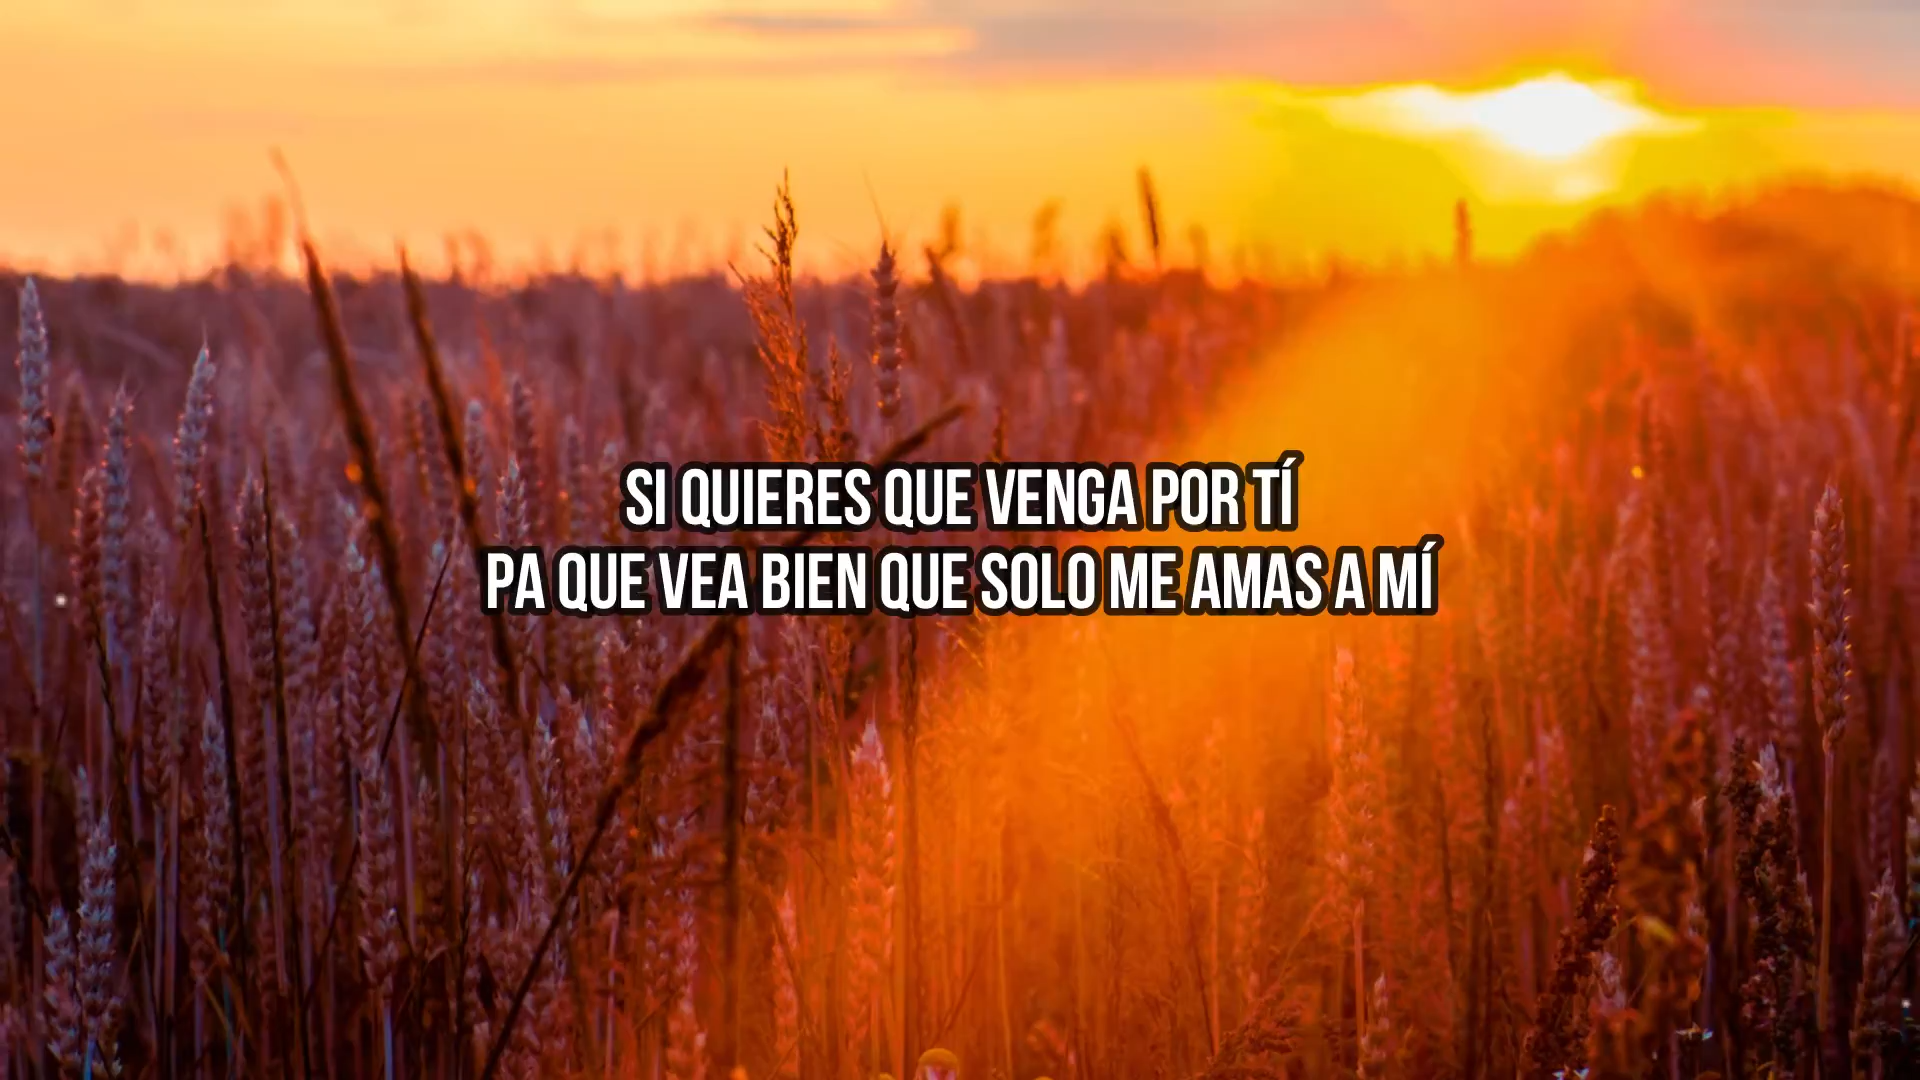 SI QUIERES QUE VENGA POR TÍ
PA QUE VEA BIEN QUE SOLO ME AMAS A MÍ